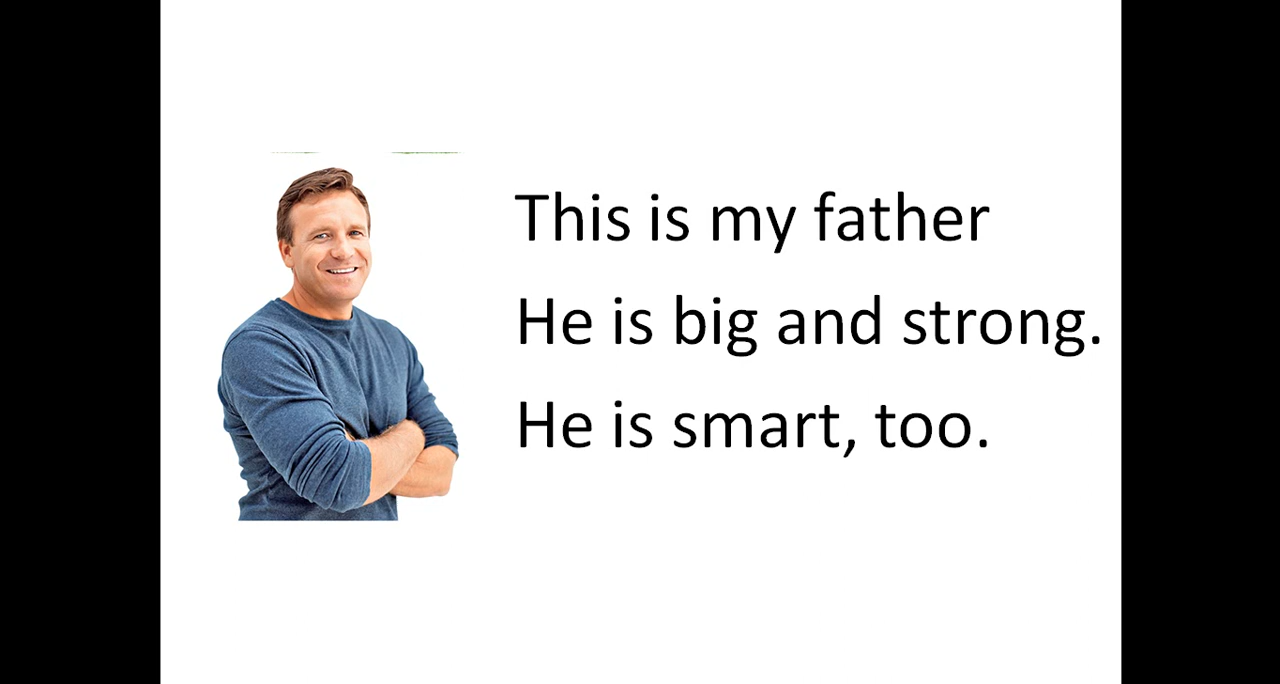 This is my father
He is big and strong.
He is smart, too.